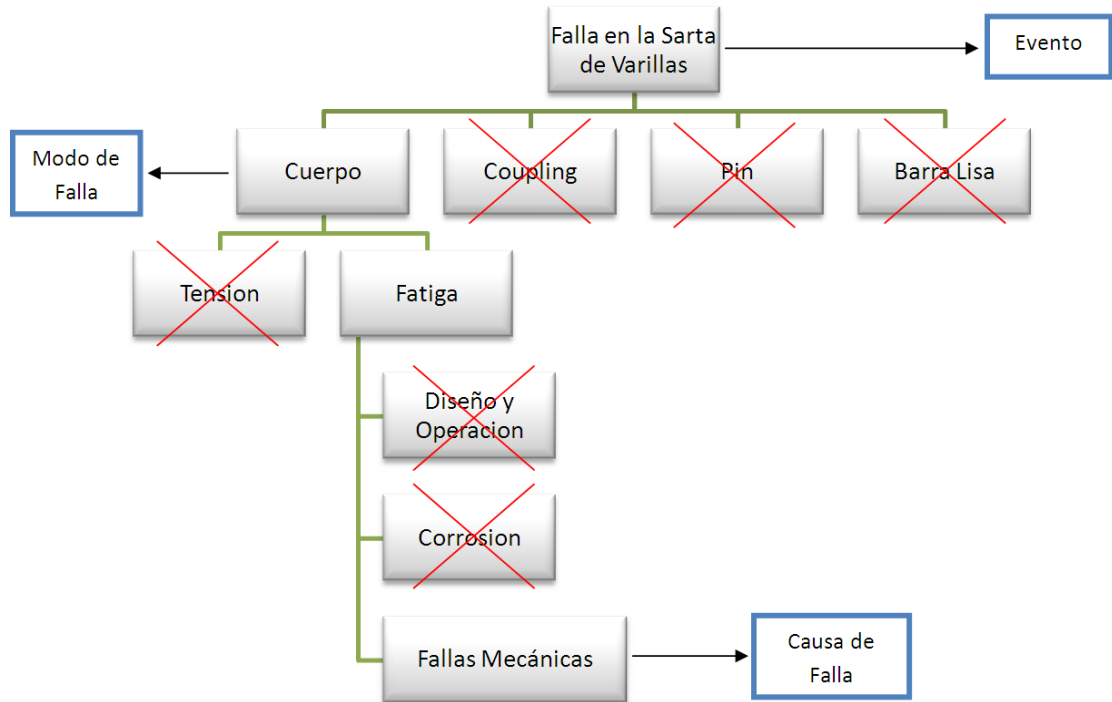 Falla en la Sarta
de Varillas
Evento
Modo de
Falla
Cuerpo
Coupling
Pin
Barra Lisa
Tension
Fatiga
Diseño y
Operacion
Corrosion
Fallas Mecánicas
Causa de
Falla